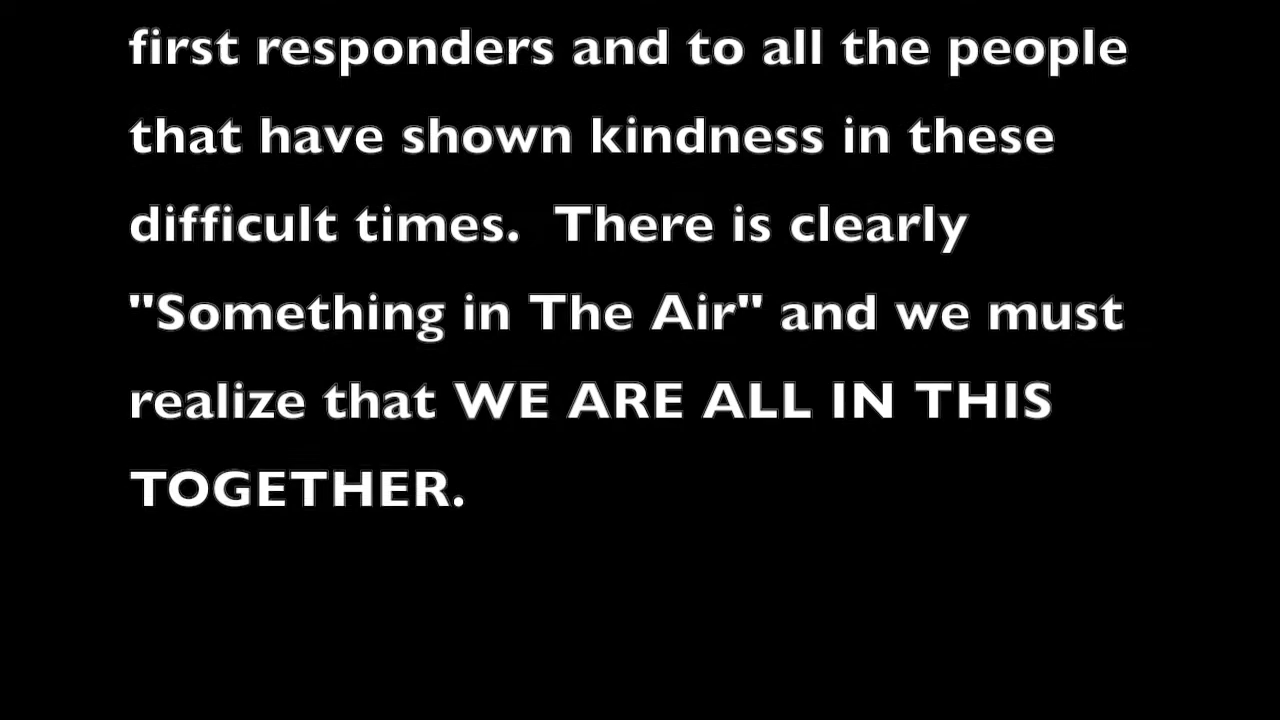 first responders and to all the people
that have shown kindness in these
difficult times.  There is clearly
"Something in The Air" and we must
realize that WE ARE ALL IN THIS
TOGETHER.